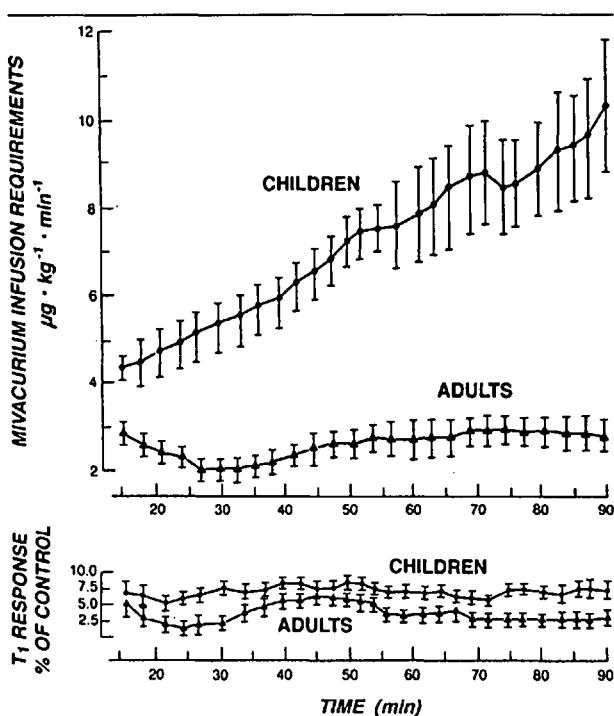 12
10
8
6
4
2
MIVACURIUM INFUSION REQUIREMENTS
µg · kg⁻¹ · min⁻¹
CHILDREN
ADULTS
20 30 40 50 60 70 80 90
10.0
7.5
5.0
2.5
T₁ RESPONSE
% OF CONTROL
CHILDREN
ADULTS
20 30 40 50 60 70 80 90
TIME (min)